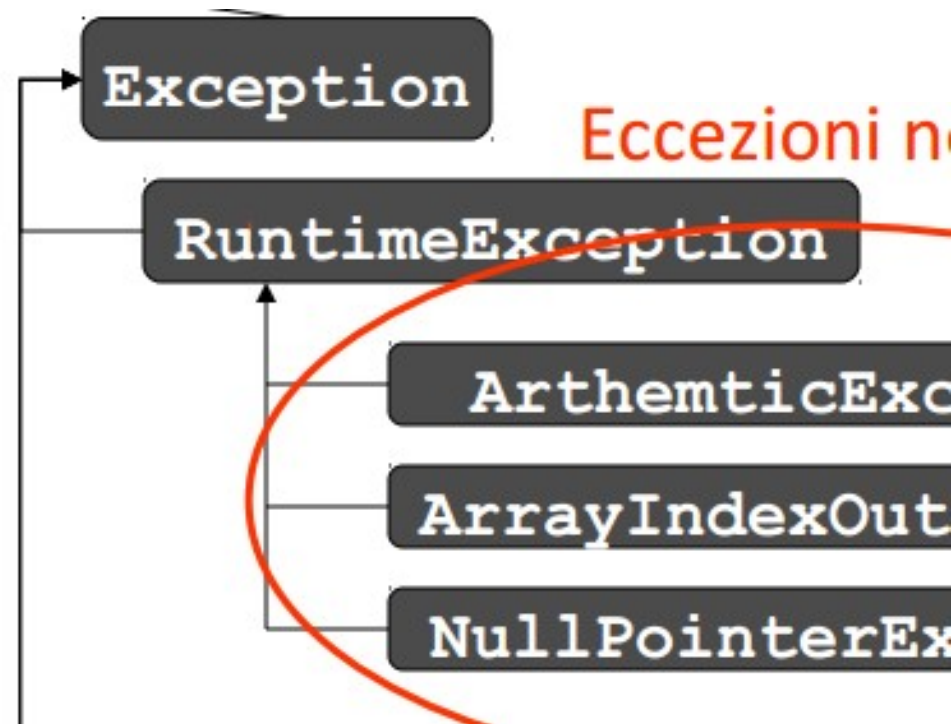 Exception
Eccezioni n
RuntimeException
ArthemticExc
ArrayIndexOut
NullPointerEx